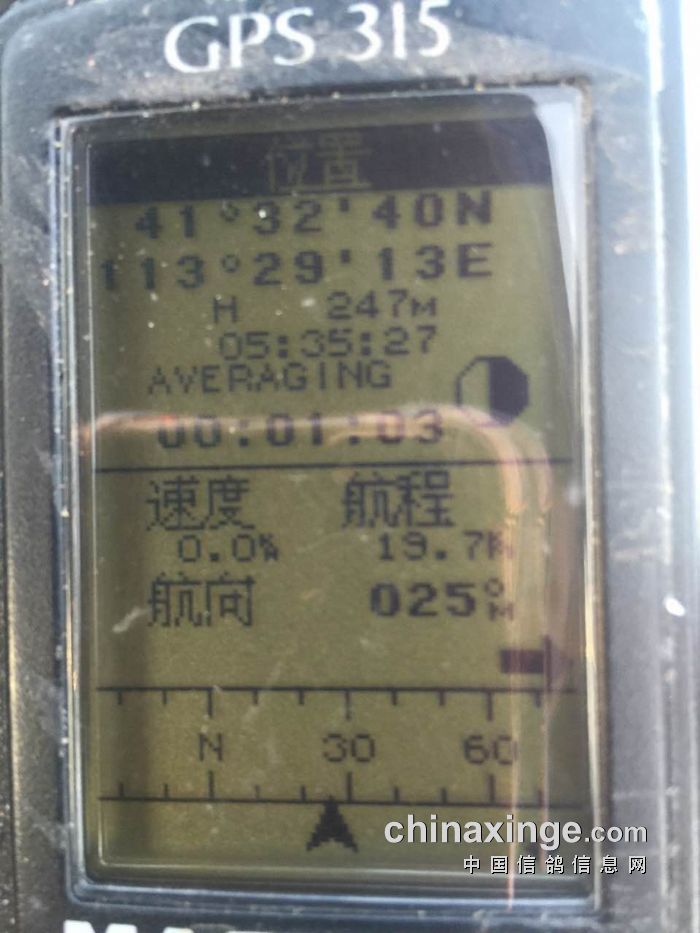 GPS 315
位置
41°32'40N
113°29'13E
H 247M
05:35:27
AVERAGING
00:01:03
速度 航程
0.0 19.7
航向 025°M
N 30 60
chinaxinge.com
中国信鸽信息网